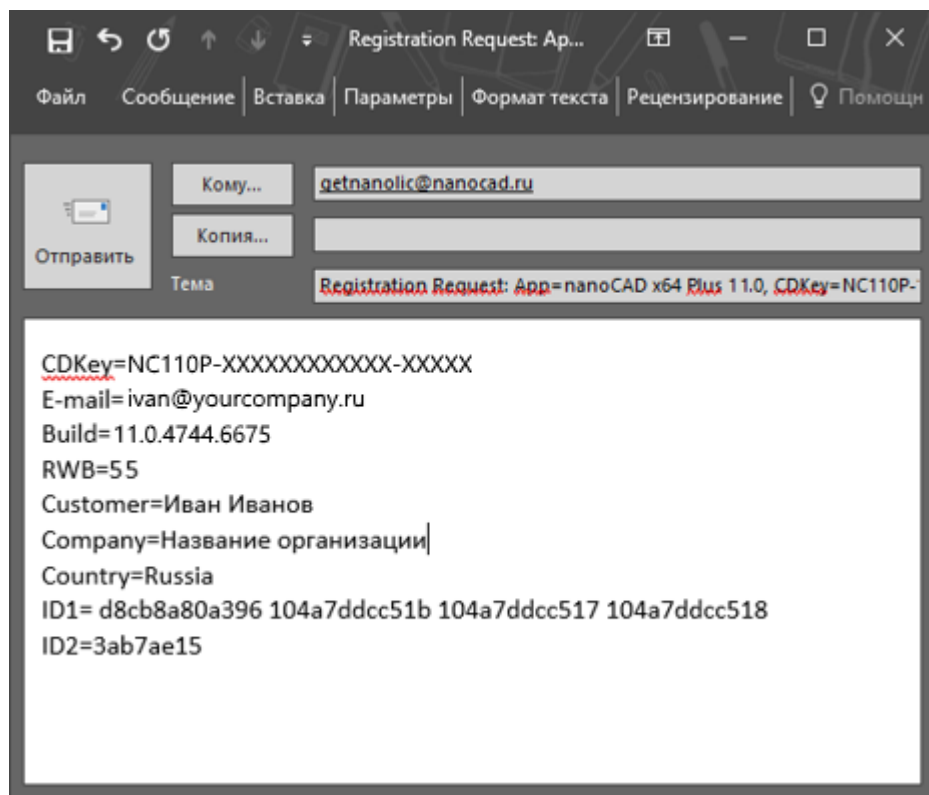 Registration Request: Ap...
Файл Сообщение Вставка Параметры Формат текста Рецензирование Помощн
Кому... getnanolic@nanocad.ru
Копия...
Отправить
Тема Registration Request: App=nanoCAD x64 Plus 11.0, CDKey=NC110P-
CDKey=NC110P-XXXXXXXXXXXX-XXXXX
E-mail= ivan@yourcompany.ru
Build= 11.0.4744.6675
RWB=55
Customer=Иван Иванов
Company=Название организации
Country=Russia
ID1= d8cb8a80a396 104a7ddcc51b 104a7ddcc517 104a7ddcc518
ID2=3ab7ae15